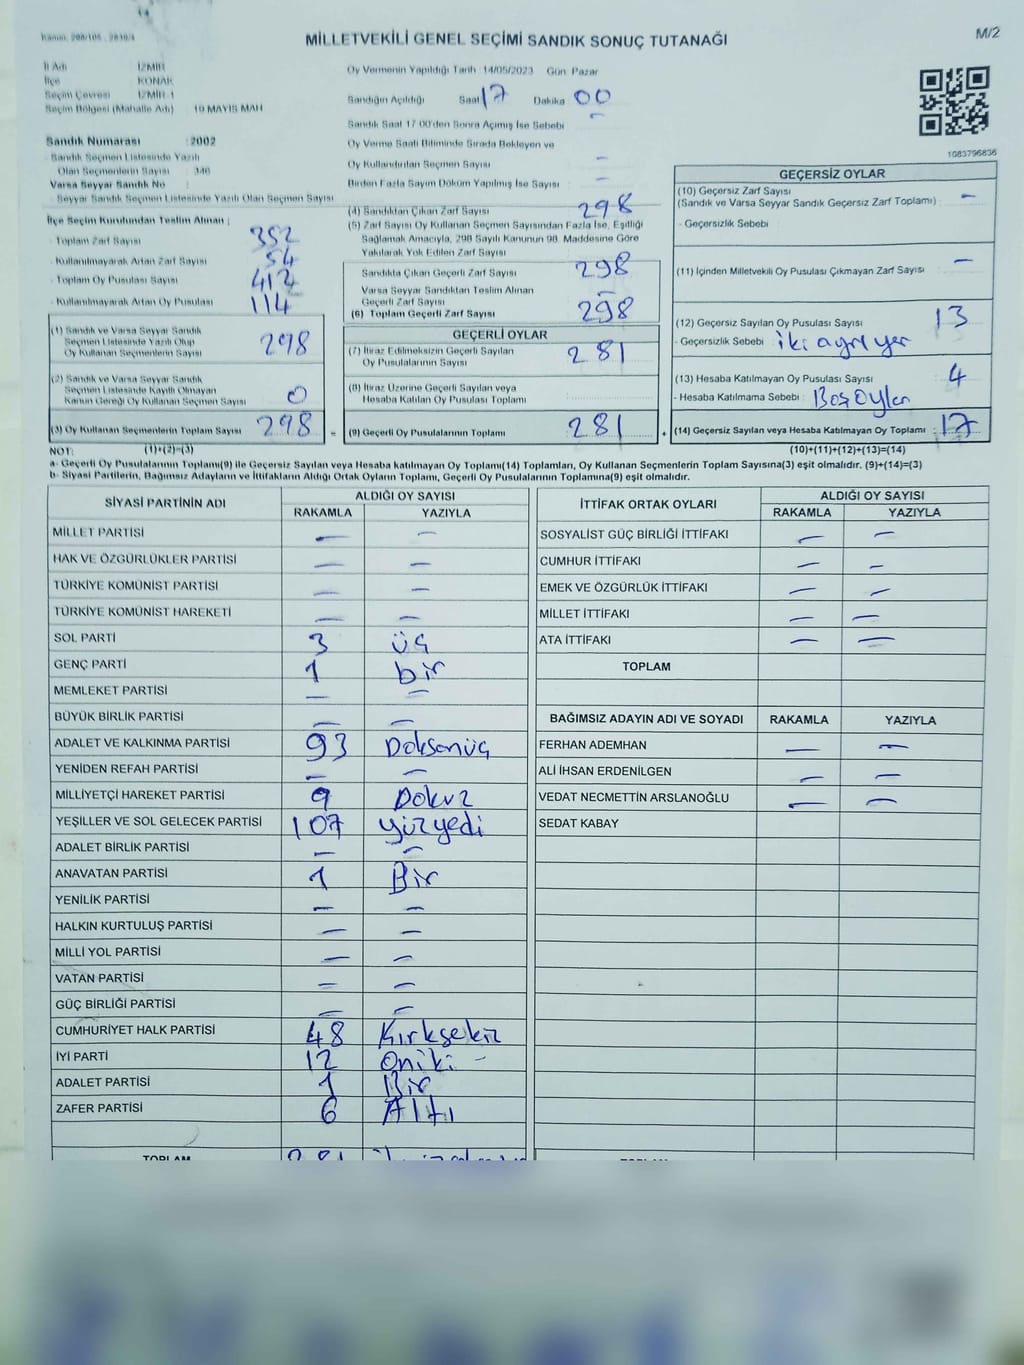 MİLLETVEKİLİ GENEL SEÇİMİ SANDIK SONUÇ TUTANAĞI
M/2
İl Adı İZMİR
İlçe KONAK
Seçim Çevresi İZMİR 1
Seçim Bölgesi (Mahalle Adı) 19 MAYIS MAH
Sandık Numarası : 2002
- Sandık Seçmen Listesinde Yazılı
Olan Seçmenlerin Sayısı : 346
Varsa Seyyar Sandık No :
- Seyyar Sandık Seçmen Listesinde Yazılı Olan Seçmen Sayısı
Oy Vermenin Yapıldığı Tarih 14/05/2023 Gün Pazar
Sandığın Açıldığı Saat 17 Dakika 00
Sandık Saat 17:00'den Sonra Açımış İse Sebebi –
Oy Verme Saati Bitiminde Sırada Bekleyen ve
Oy Kullandırılan Seçmen Sayısı –
Birden Fazla Sayım Döküm Yapılmış İse Sayısı –
1083796836
İlçe Seçim Kurulundan Teslim Alınan ;
- Toplam Zarf Sayısı 352
- Kullanılmayarak Artan Zarf Sayısı 54
- Toplam Oy Pusulası Sayısı 412
- Kullanılmayarak Artan Oy Pusulası 114
(1) Sandık ve Varsa Seyyar Sandık
Seçmen Listesinde Yazılı Olup
Oy Kullanan Seçmenlerin Sayısı 298
(2) Sandık ve Varsa Seyyar Sandık
Seçmen Listesinde Kayıtlı Olmayan
Kanun Gereği Oy Kullanan Seçmen Sayısı 0
(3) Oy Kullanan Seçmenlerin Toplam Sayısı 298 =
(4) Sandıktan Çıkan Zarf Sayısı 298
(5) Zarf Sayısı Oy Kullanan Seçmen Sayısından Fazla İse, Eşitliği
Sağlamak Amacıyla, 298 Sayılı Kanunun 98. Maddesine Göre
Yakılarak Yok Edilen Zarf Sayısı
Sandıkta Çıkan Geçerli Zarf Sayısı 298
Varsa Seyyar Sandıktan Teslim Alınan
Geçerli Zarf Sayısı –
(6) Toplam Geçerli Zarf Sayısı 298
GEÇERLİ OYLAR
(7) İtiraz Edilmeksizin Geçerli Sayılan
Oy Pusulalarının Sayısı 281
(8) İtiraz Üzerine Geçerli Sayılan veya
Hesaba Katılan Oy Pusulası Toplamı
(9) Geçerli Oy Pusulalarının Toplamı 281 +
GEÇERSİZ OYLAR
(10) Geçersiz Zarf Sayısı –
(Sandık ve Varsa Seyyar Sandık Geçersiz Zarf Toplamı) :
- Geçersizlik Sebebi :
(11) İçinden Milletvekili Oy Pusulası Çıkmayan Zarf Sayısı –
(12) Geçersiz Sayılan Oy Pusulası Sayısı 13
- Geçersizlik Sebebi : iki ayrı yer
(13) Hesaba Katılmayan Oy Pusulası Sayısı 4
- Hesaba Katılmama Sebebi : Boş oylar
(14) Geçersiz Sayılan veya Hesaba Katılmayan Oy Toplamı : 17
NOT: (1)+(2)=(3) (10)+(11)+(12)+(13)=(14)
a- Geçerli Oy Pusulalarının Toplamı(9) ile Geçersiz Sayılan veya Hesaba katılmayan Oy Toplamı(14) Toplamları, Oy Kullanan Seçmenlerin Toplam Sayısına(3) eşit olmalıdır. (9)+(14)=(3)
b- Siyasi Partilerin, Bağımsız Adayların ve İttifakların Aldığı Ortak Oyların Toplamı, Geçerli Oy Pusulalarının Toplamına(9) eşit olmalıdır.
SİYASİ PARTİNİN ADI ALDIĞI OY SAYISI
RAKAMLA YAZIYLA
MİLLET PARTİSİ – –
HAK VE ÖZGÜRLÜKLER PARTİSİ – –
TÜRKİYE KOMÜNİST PARTİSİ – –
TÜRKİYE KOMÜNİST HAREKETİ – –
SOL PARTİ 3 üç
GENÇ PARTİ 1 bir
MEMLEKET PARTİSİ – –
BÜYÜK BİRLİK PARTİSİ – –
ADALET VE KALKINMA PARTİSİ 93 Doksanüç
YENİDEN REFAH PARTİSİ – –
MİLLİYETÇİ HAREKET PARTİSİ 9 Dokuz
YEŞİLLER VE SOL GELECEK PARTİSİ 107 yüzyedi
ADALET BİRLİK PARTİSİ – –
ANAVATAN PARTİSİ 1 Bir
YENİLİK PARTİSİ – –
HALKIN KURTULUŞ PARTİSİ – –
MİLLİ YOL PARTİSİ – –
VATAN PARTİSİ – –
GÜÇ BİRLİĞİ PARTİSİ – –
CUMHURİYET HALK PARTİSİ 48 Kırksekiz
İYİ PARTİ 12 Oniki –
ADALET PARTİSİ 1 Bir
ZAFER PARTİSİ 6 Altı
TOPLAM 281
İTTİFAK ORTAK OYLARI ALDIĞI OY SAYISI
RAKAMLA YAZIYLA
SOSYALİST GÜÇ BİRLİĞİ İTTİFAKI – –
CUMHUR İTTİFAKI – –
EMEK VE ÖZGÜRLÜK İTTİFAKI – –
MİLLET İTTİFAKI – –
ATA İTTİFAKI – –
TOPLAM
BAĞIMSIZ ADAYIN ADI VE SOYADI RAKAMLA YAZIYLA
FERHAN ADEMHAN – –
ALİ İHSAN ERDENİLGEN – –
VEDAT NECMETTİN ARSLANOĞLU – –
SEDAT KABAY